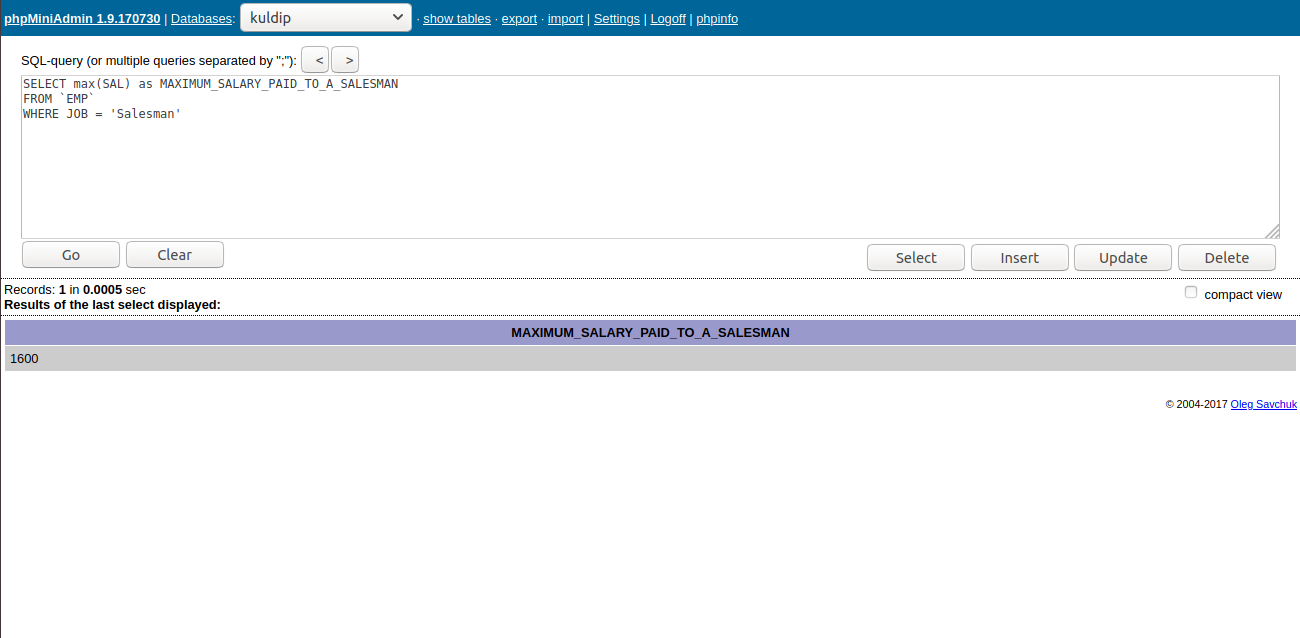 phpMiniAdmin 1.9.170730 | Databases: kuldip · show tables · export · import | Settings | Logoff | phpinfo
SQL-query (or multiple queries separated by ";"): < >
SELECT max(SAL) as MAXIMUM_SALARY_PAID_TO_A_SALESMAN
FROM `EMP`
WHERE JOB = 'Salesman'
Go Clear Select Insert Update Delete
Records: 1 in 0.0005 sec
compact view
Results of the last select displayed:
MAXIMUM_SALARY_PAID_TO_A_SALESMAN
1600
© 2004-2017 Oleg Savchuk